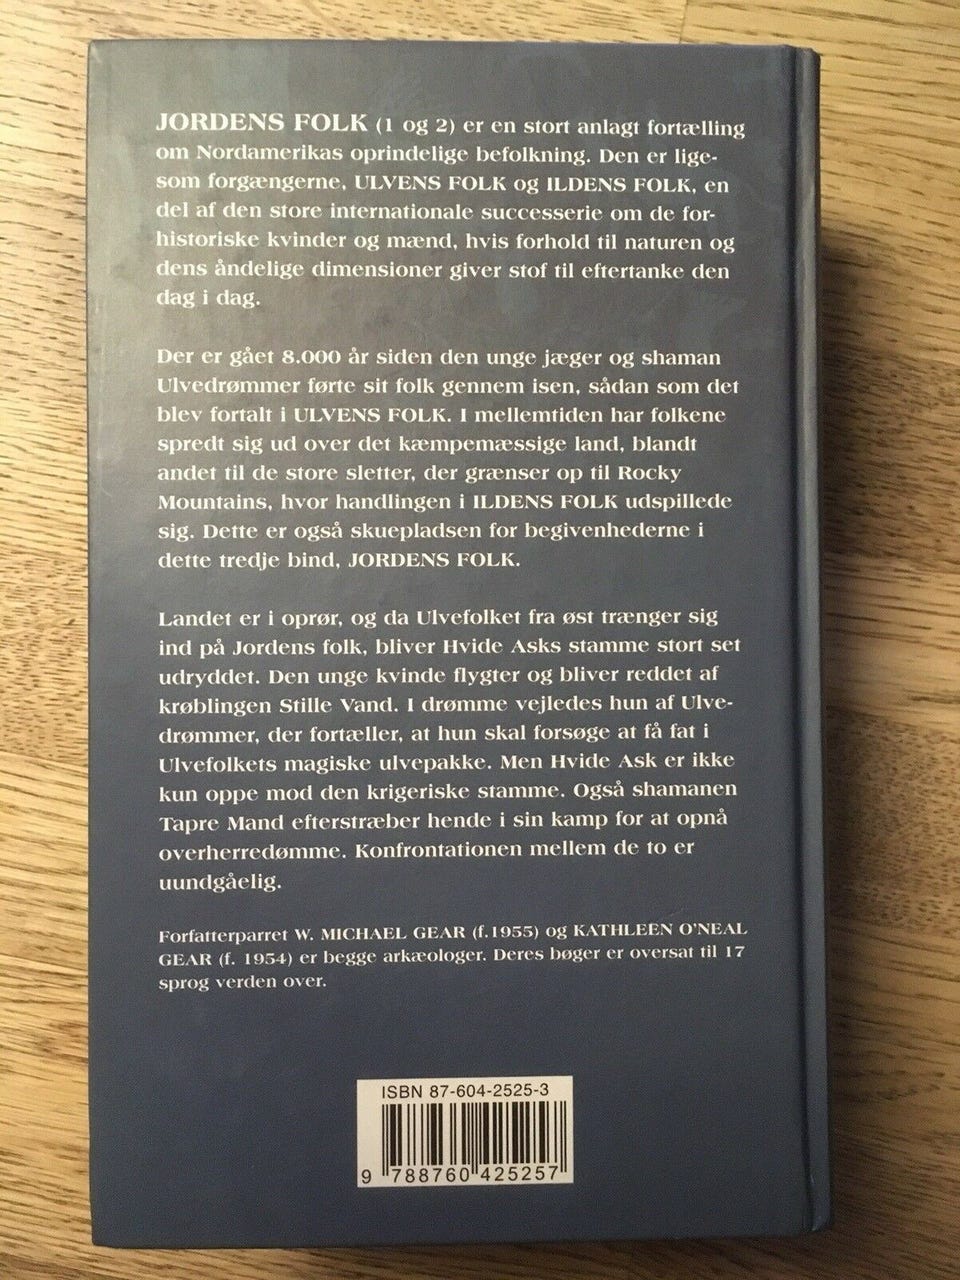 JORDENS FOLK (1 og 2) er en stort anlagt fortælling
om Nordamerikas oprindelige befolkning. Den er lige-
som forgængerne, ULVENS FOLK og ILDENS FOLK, en
del af den store internationale successerie om de for-
historiske kvinder og mænd, hvis forhold til naturen og
dens åndelige dimensioner giver stof til eftertanke den
dag i dag.
Der er gået 8.000 år siden den unge jæger og shaman
Ulvedrømmer førte sit folk gennem isen, sådan som det
blev fortalt i ULVENS FOLK. I mellemtiden har folkene
spredt sig ud over det kæmpemæssige land, blandt
andet til de store sletter, der grænser op til Rocky
Mountains, hvor handlingen i ILDENS FOLK udspillede
sig. Dette er også skuepladsen for begivenhederne i
dette tredje bind, JORDENS FOLK.
Landet er i oprør, og da Ulvefolket fra øst trænger sig
ind på Jordens folk, bliver Hvide Asks stamme stort set
udryddet. Den unge kvinde flygter og bliver reddet af
krøblingen Stille Vand. I drømme vejledes hun af Ulve-
drømmer, der fortæller, at hun skal forsøge at få fat i
Ulvefolkets magiske ulvepakke. Men Hvide Ask er ikke
kun oppe mod den krigeriske stamme. Også shamanen
Tapre Mand efterstræber hende i sin kamp for at opnå
overherredømme. Konfrontationen mellem de to er
uundgåelig.
Forfatterparret W. MICHAEL GEAR (f.1955) og KATHLEEN O'NEAL
GEAR (f. 1954) er begge arkæologer. Deres bøger er oversat til 17
sprog verden over.
ISBN 87-604-2525-3
9 788760 425257